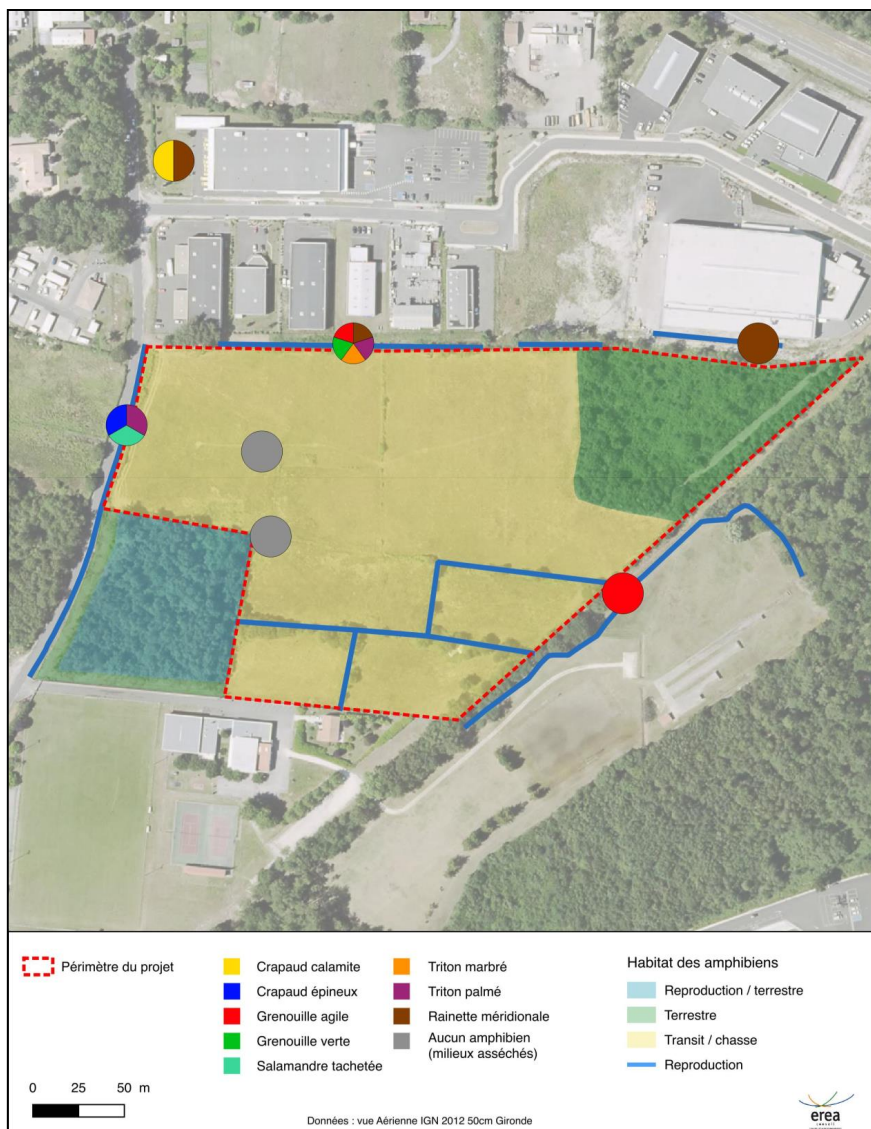 Périmètre du projet
Crapaud calamite
Crapaud épineux
Grenouille agile
Grenouille verte
Salamandre tachetée
Triton marbré
Triton palmé
Rainette méridionale
Aucun amphibien
(milieux asséchés)
Habitat des amphibiens
Reproduction / terrestre
Terrestre
Transit / chasse
Reproduction
0 25 50 m
Données : vue Aérienne IGN 2012 50cm Gironde
erea